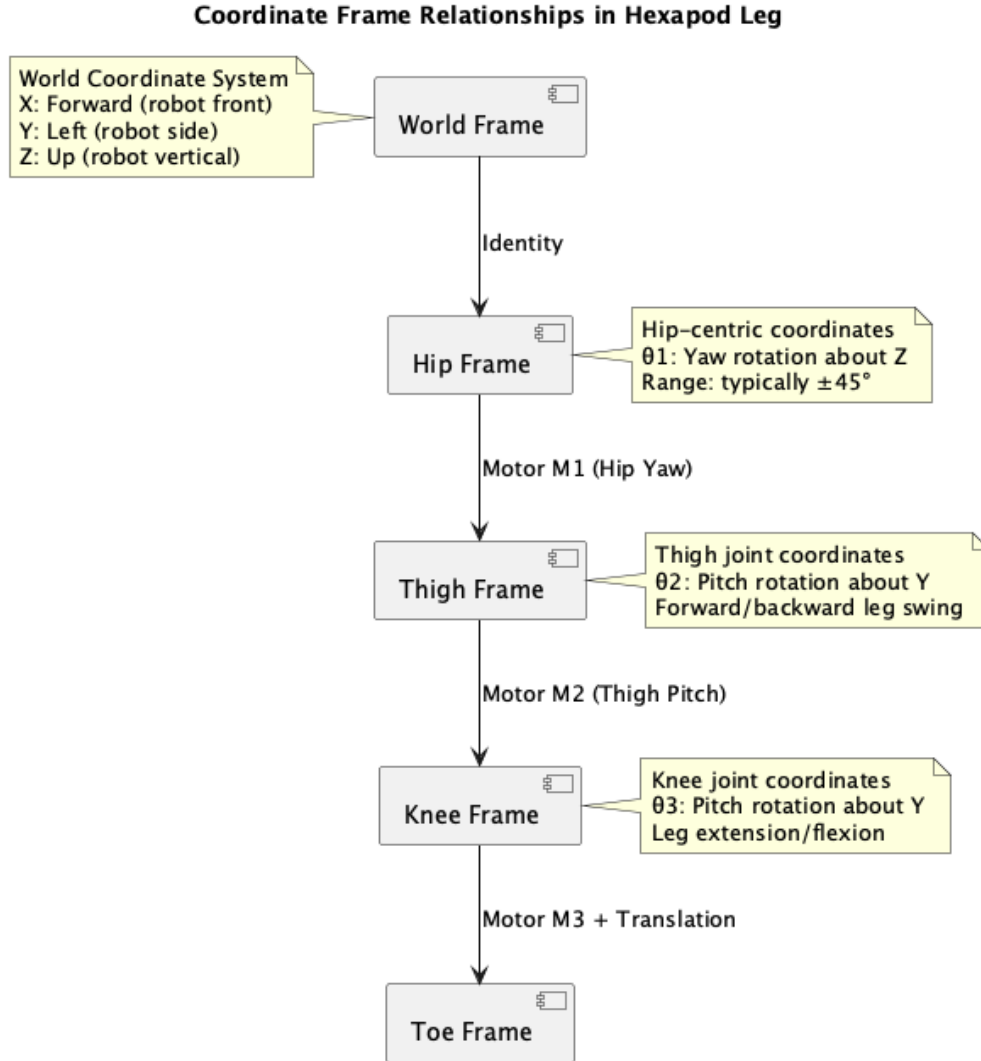 Coordinate Frame Relationships in Hexapod Leg
World Coordinate System
X: Forward (robot front)
Y: Left (robot side)
Z: Up (robot vertical)
World Frame
Identity
Hip Frame
Hip-centric coordinates
θ1: Yaw rotation about Z
Range: typically ±45°
Motor M1 (Hip Yaw)
Thigh Frame
Thigh joint coordinates
θ2: Pitch rotation about Y
Forward/backward leg swing
Motor M2 (Thigh Pitch)
Knee Frame
Knee joint coordinates
θ3: Pitch rotation about Y
Leg extension/flexion
Motor M3 + Translation
Toe Frame